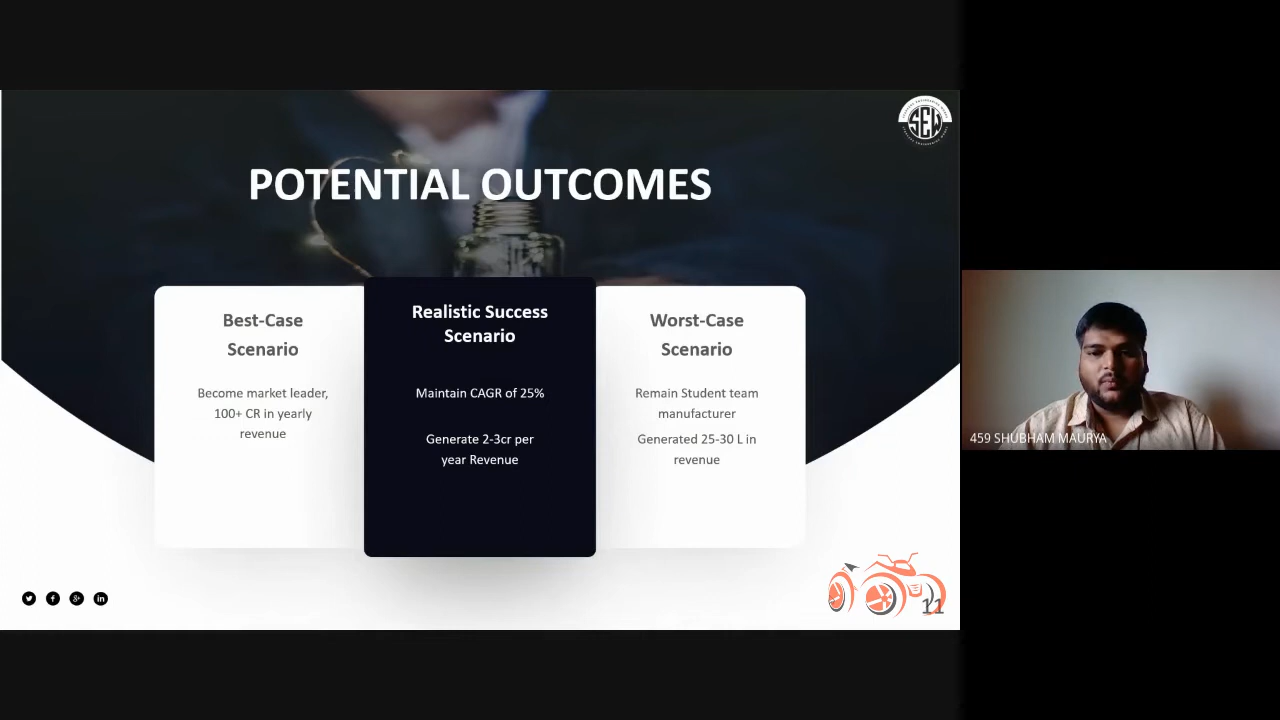 SEW
POTENTIAL OUTCOMES
Best-Case
Scenario
Become market leader,
100+ CR in yearly
revenue
Realistic Success
Scenario
Maintain CAGR of 25%
Generate 2-3cr per
year Revenue
Worst-Case
Scenario
Remain Student team
manufacturer
Generated 25-30 L in
revenue
11
459 SHUBHAM MAURYA